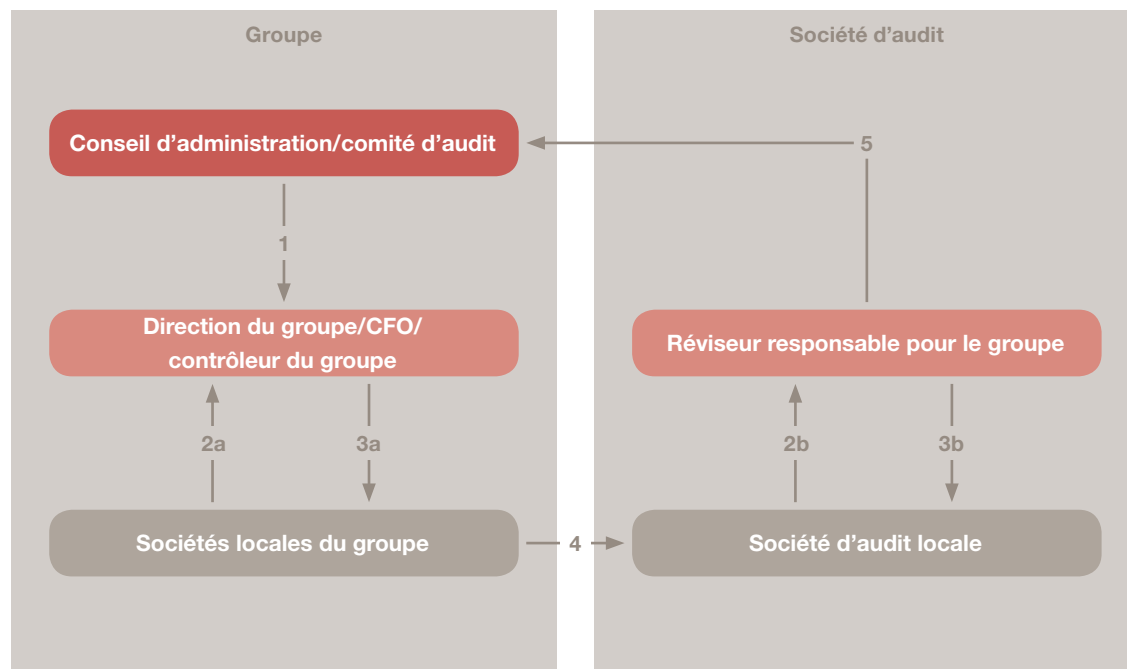 Groupe
Société d’audit
Conseil d’administration/comité d’audit
5
1
Direction du groupe/CFO/
contrôleur du groupe
Réviseur responsable pour le groupe
2a
3a
2b
3b
Sociétés locales du groupe
4
Société d’audit locale